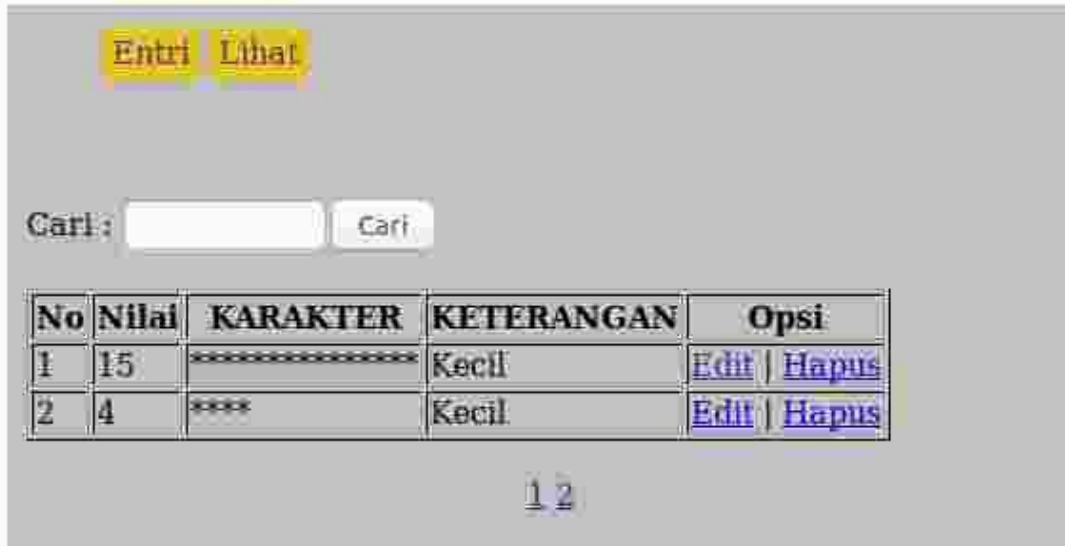 Entri Lihat
Cari : Cari
No Nilai KARAKTER KETERANGAN Opsi
1 15 *************** Kecil Edit | Hapus
2 4 **** Kecil Edit | Hapus
1 2